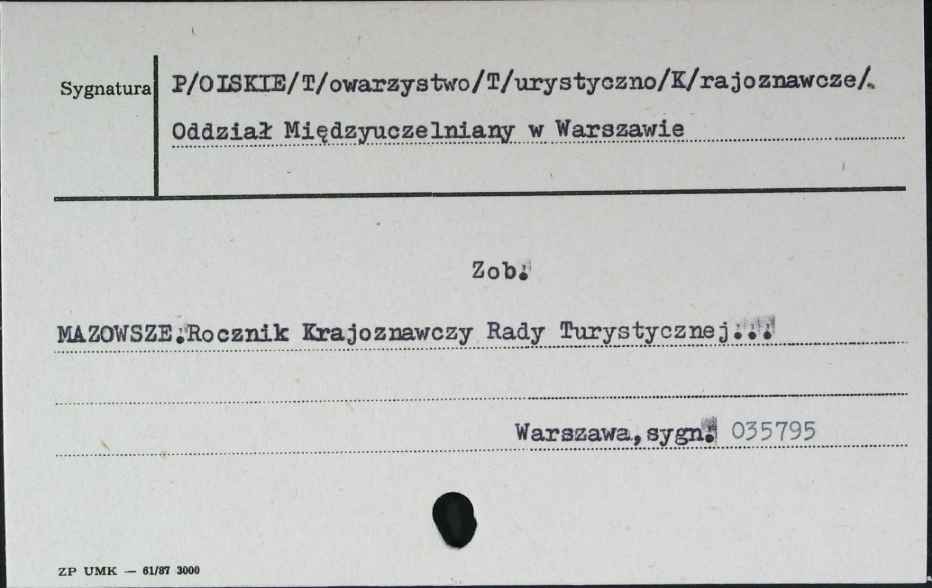 Sygnatura P/OLSKIE/T/owarzystwo/T/urystyczno/K/rajoznawcze/.
Oddział Międzyuczelniany w Warszawie
Zob.
MAZOWSZE.Rocznik Krajoznawczy Rady Turystycznej...
Warszawa,sygn. 035795
ZP UMK — 61/87 3000